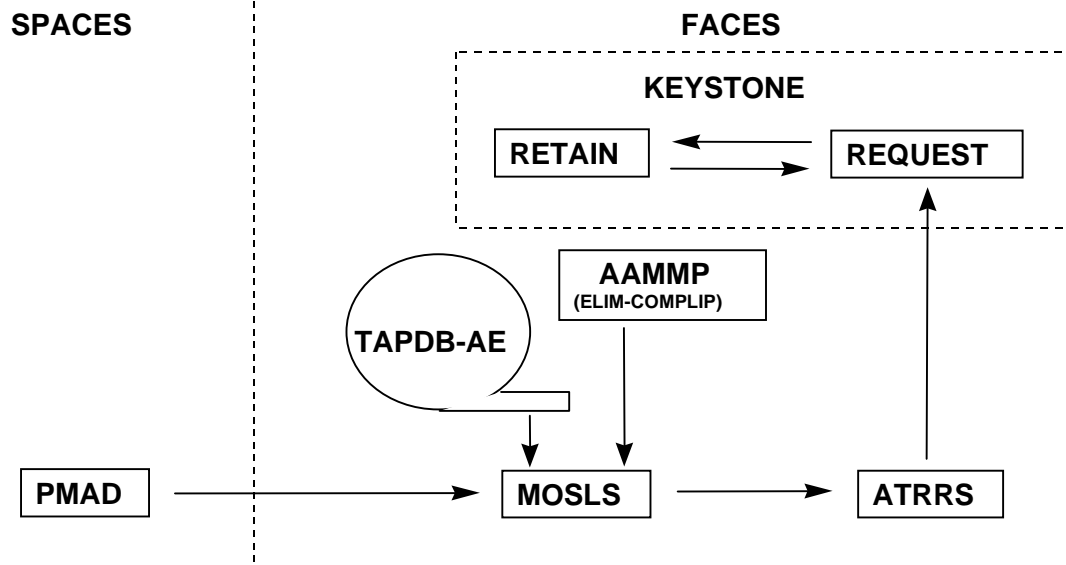 SPACES
FACES
KEYSTONE
RETAIN
REQUEST
AAMMP
(ELIM-COMPLIP)
TAPDB-AE
PMAD
MOSLS
ATRRS